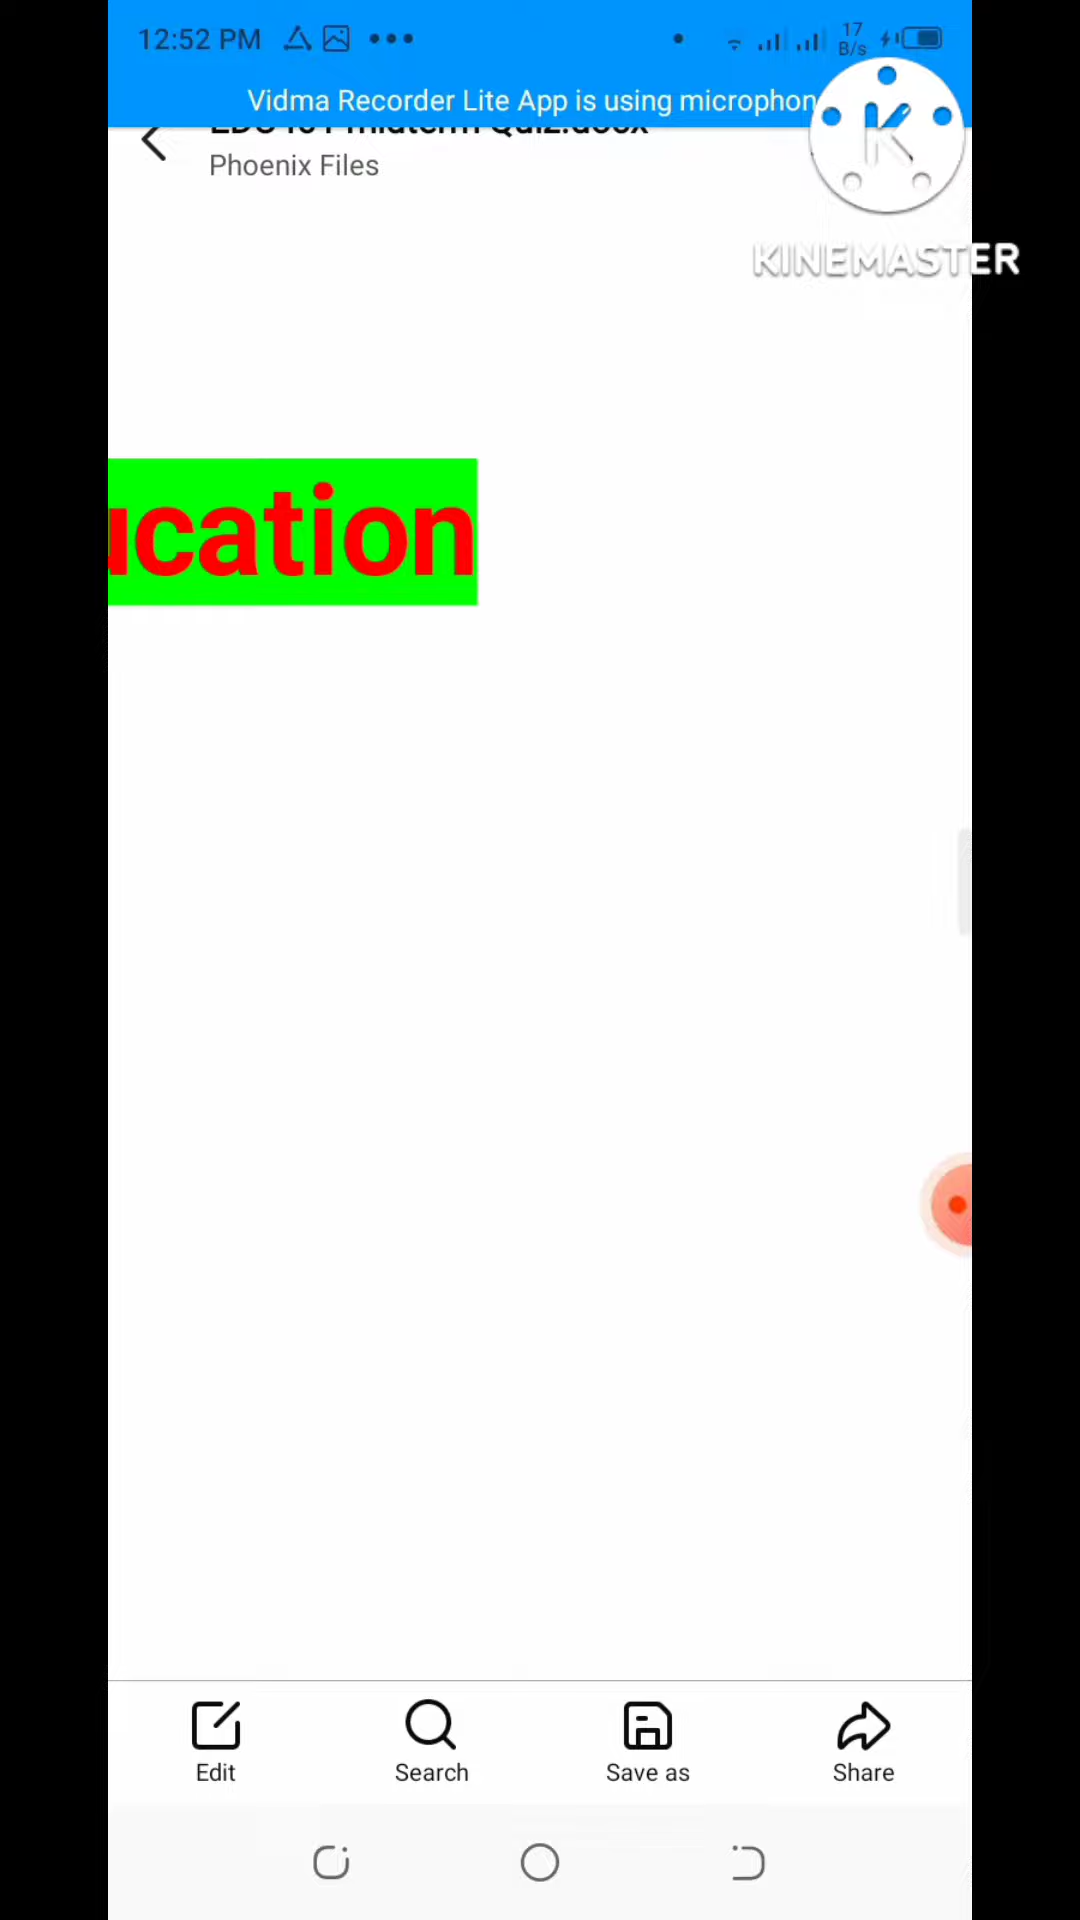 12:52 PM
17
B/s
Vidma Recorder Lite App is using microphon
Phoenix Files
K
KINEMASTER
ucation
Edit
Search
Save as
Share